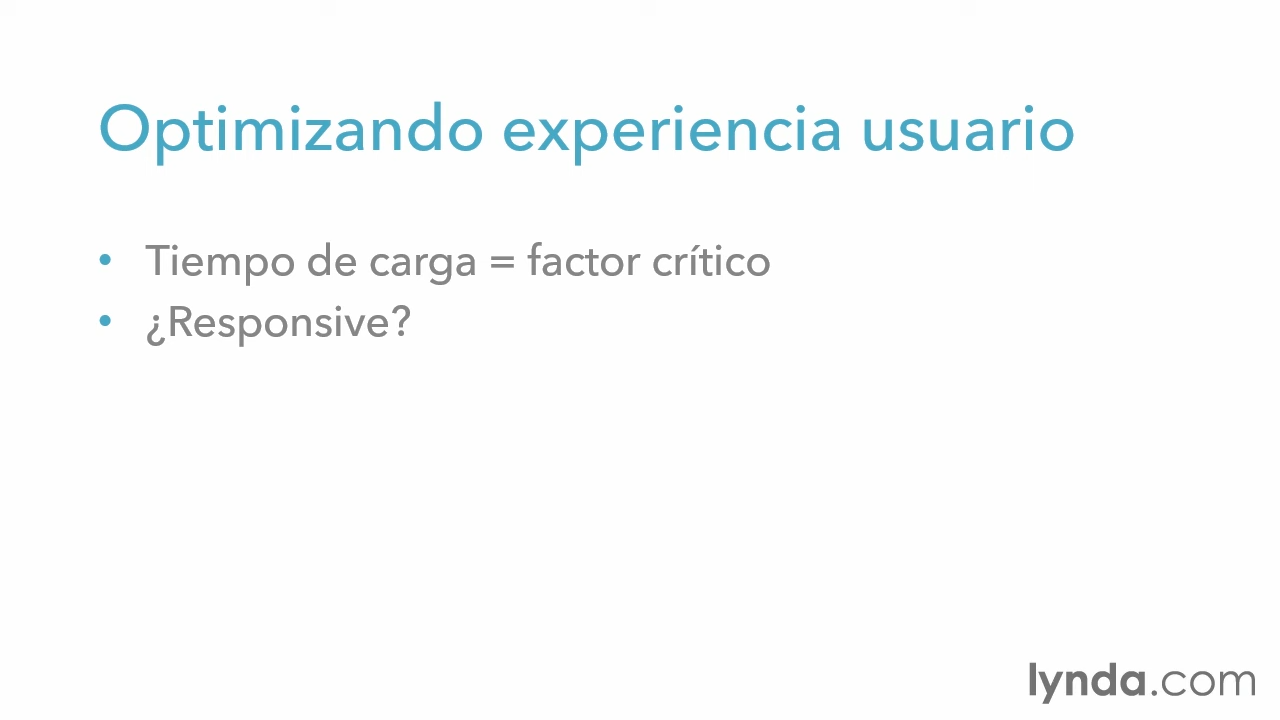 Optimizando experiencia usuario
• Tiempo de carga = factor crítico
• ¿Responsive?
lynda.com